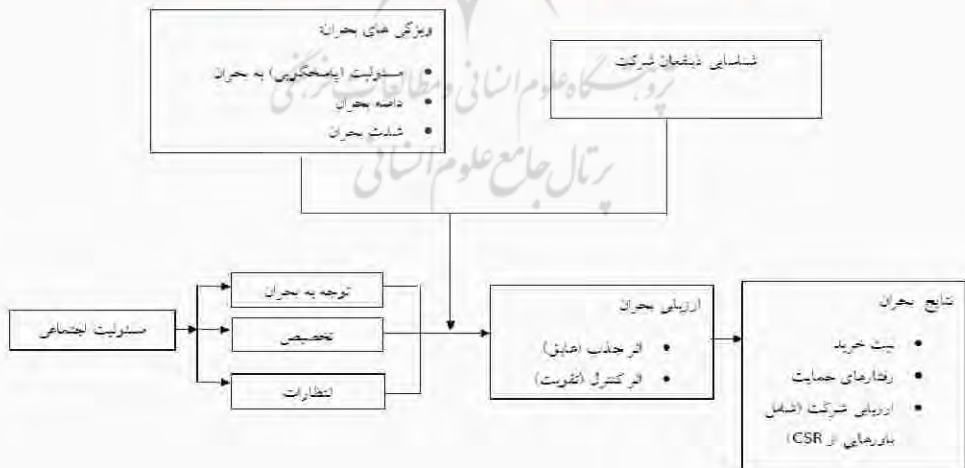 ویژگی های بحران:
• مسئولیت (پاسخگویی) به بحران
• دامنه بحران
• شدت بحران
شناسایی ذینفعان شرکت
پژوهشگاه علوم انسانی و مطالعات فرهنگی
پرتال جامع علوم انسانی
مسئولیت اجتماعی
توجه به بحران
تخصیص
انتظارات
ارزیابی بحران
• اثر جذب (عایق)
• اثر کنترل (تقویت)
نتایج بحران
• نیت خرید
• رفتارهای حمایت
• ارزیابی شرکت (شامل
باورهایی از CSR)